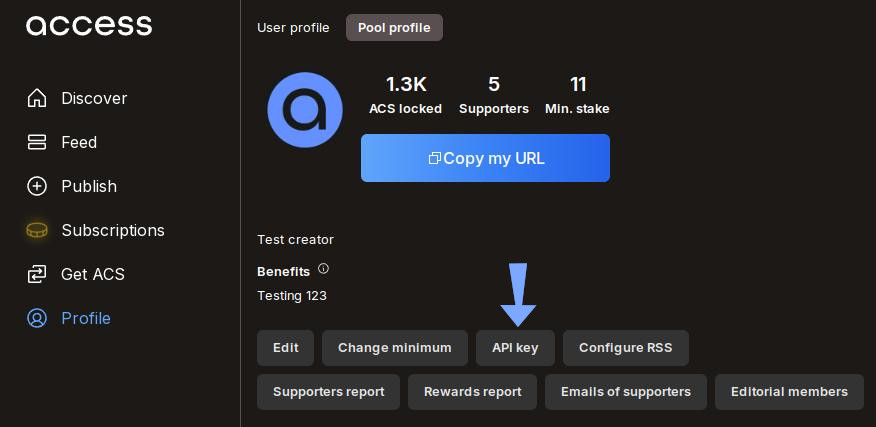 access
User profile
Pool profile
Discover
Feed
Publish
Subscriptions
Get ACS
Profile
1.3K
5
11
ACS locked
Supporters
Min. stake
Copy my URL
Test creator
Benefits
Testing 123
Edit
Change minimum
API key
Configure RSS
Supporters report
Rewards report
Emails of supporters
Editorial members